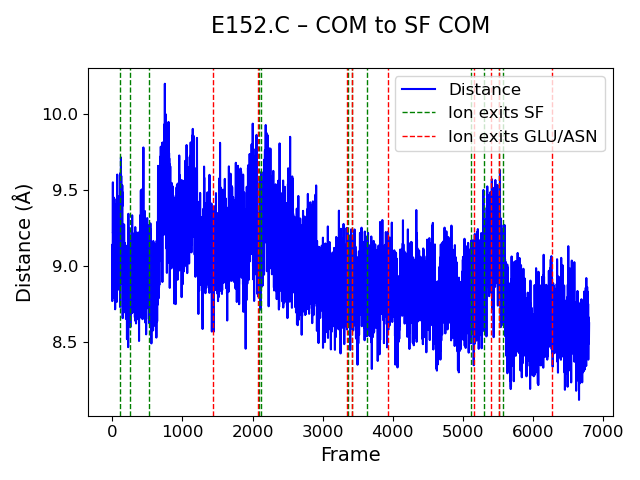 E152.C – COM to SF COM
Distance
Ion exits SF
Ion exits GLU/ASN
10.0
9.5
9.0
8.5
Distance (Å)
0 1000 2000 3000 4000 5000 6000 7000
Frame